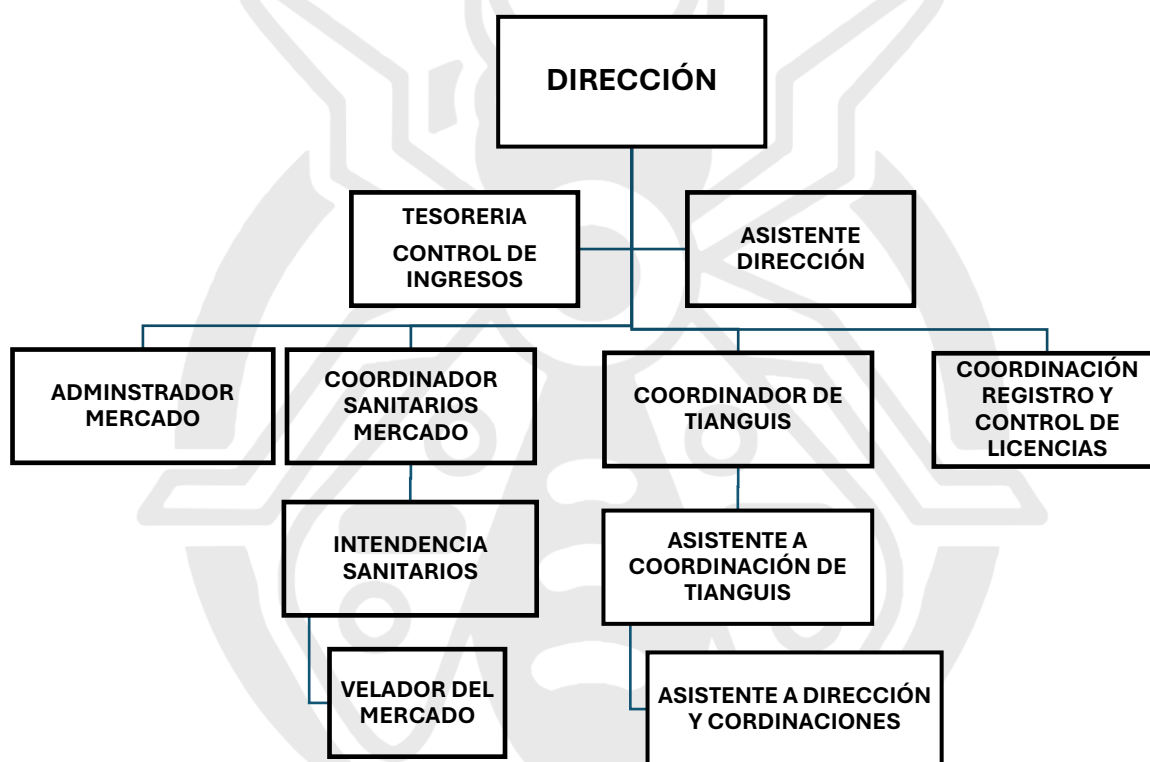 DIRECCIÓN
TESORERIA
CONTROL DE
INGRESOS
ASISTENTE
DIRECCIÓN
ADMINSTRADOR
MERCADO
COORDINADOR
SANITARIOS
MERCADO
COORDINADOR DE
TIANGUIS
COORDINACIÓN
REGISTRO Y
CONTROL DE
LICENCIAS
INTENDENCIA
SANITARIOS
ASISTENTE A
COORDINACIÓN DE
TIANGUIS
VELADOR DEL
MERCADO
ASISTENTE A DIRECCIÓN
Y CORDINACIONES